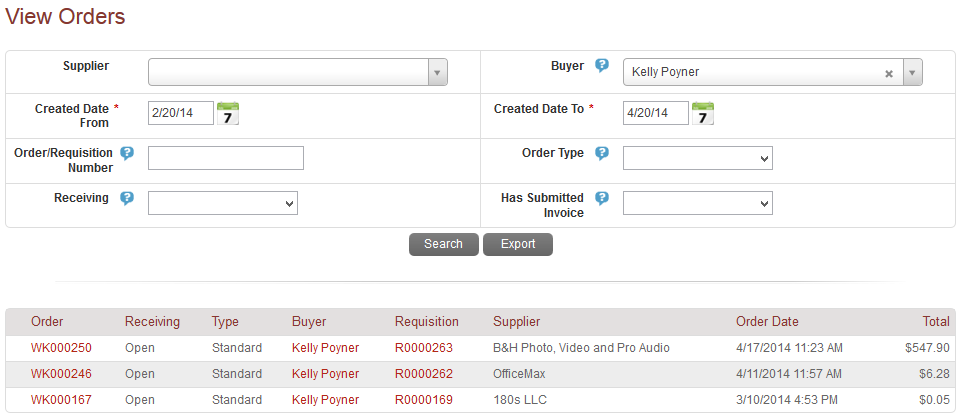 View Orders
Supplier
Buyer ? Kelly Poyner ×
Created Date * From 2/20/14 7
Created Date To * 4/20/14 7
Order/Requisition Number ?
Order Type ?
Receiving ?
Has Submitted Invoice ?
Search Export
Order Receiving Type Buyer Requisition Supplier Order Date Total
WK000250 Open Standard Kelly Poyner R0000263 B&H Photo, Video and Pro Audio 4/17/2014 11:23 AM $547.90
WK000246 Open Standard Kelly Poyner R0000262 OfficeMax 4/11/2014 11:57 AM $6.28
WK000167 Open Standard Kelly Poyner R0000169 180s LLC 3/10/2014 4:53 PM $0.05